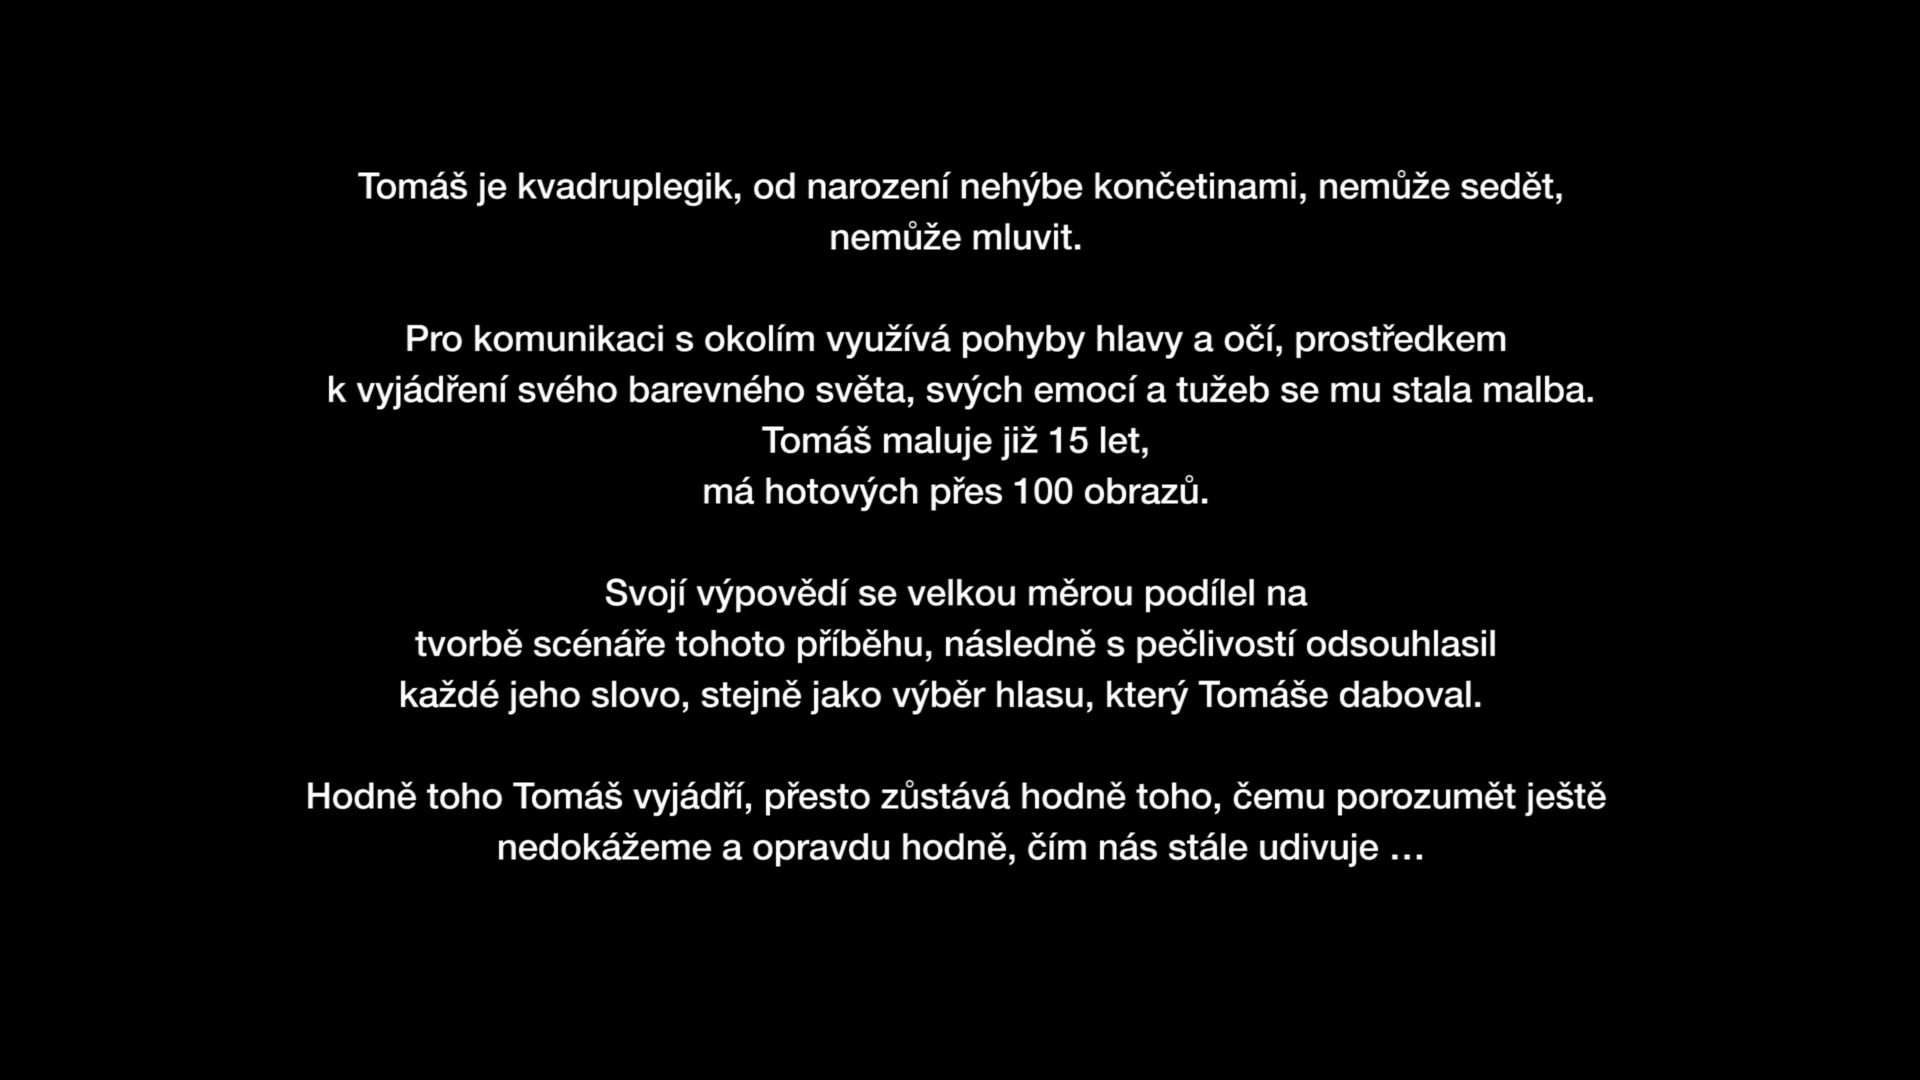 Tomáš je kvadruplegik, od narození nehýbe končetinami, nemůže sedět,
nemůže mluvit.
Pro komunikaci s okolím využívá pohyby hlavy a očí, prostředkem
k vyjádření svého barevného světa, svých emocí a tužeb se mu stala malba.
Tomáš maluje již 15 let,
má hotových přes 100 obrazů.
Svojí výpovědí se velkou měrou podílel na
tvorbě scénáře tohoto příběhu, následně s pečlivostí odsouhlasil
každé jeho slovo, stejně jako výběr hlasu, který Tomáše daboval.
Hodně toho Tomáš vyjádří, přesto zůstává hodně toho, čemu porozumět ještě
nedokážeme a opravdu hodně, čím nás stále udivuje …